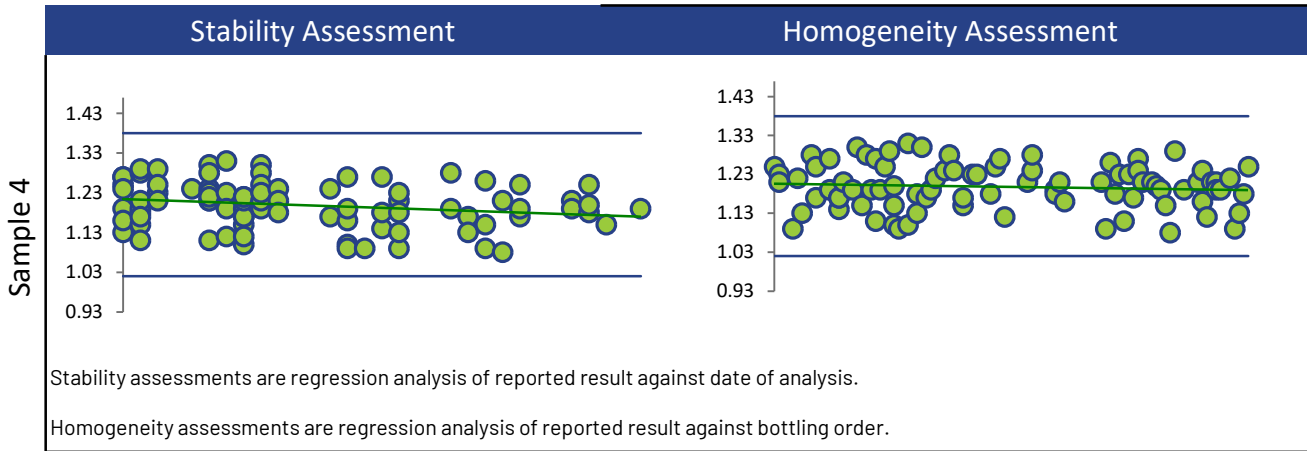 Stability Assessment
Homogeneity Assessment
Sample 4
1.43
1.33
1.23
1.13
1.03
0.93
1.43
1.33
1.23
1.13
1.03
0.93
Stability assessments are regression analysis of reported result against date of analysis.
Homogeneity assessments are regression analysis of reported result against bottling order.